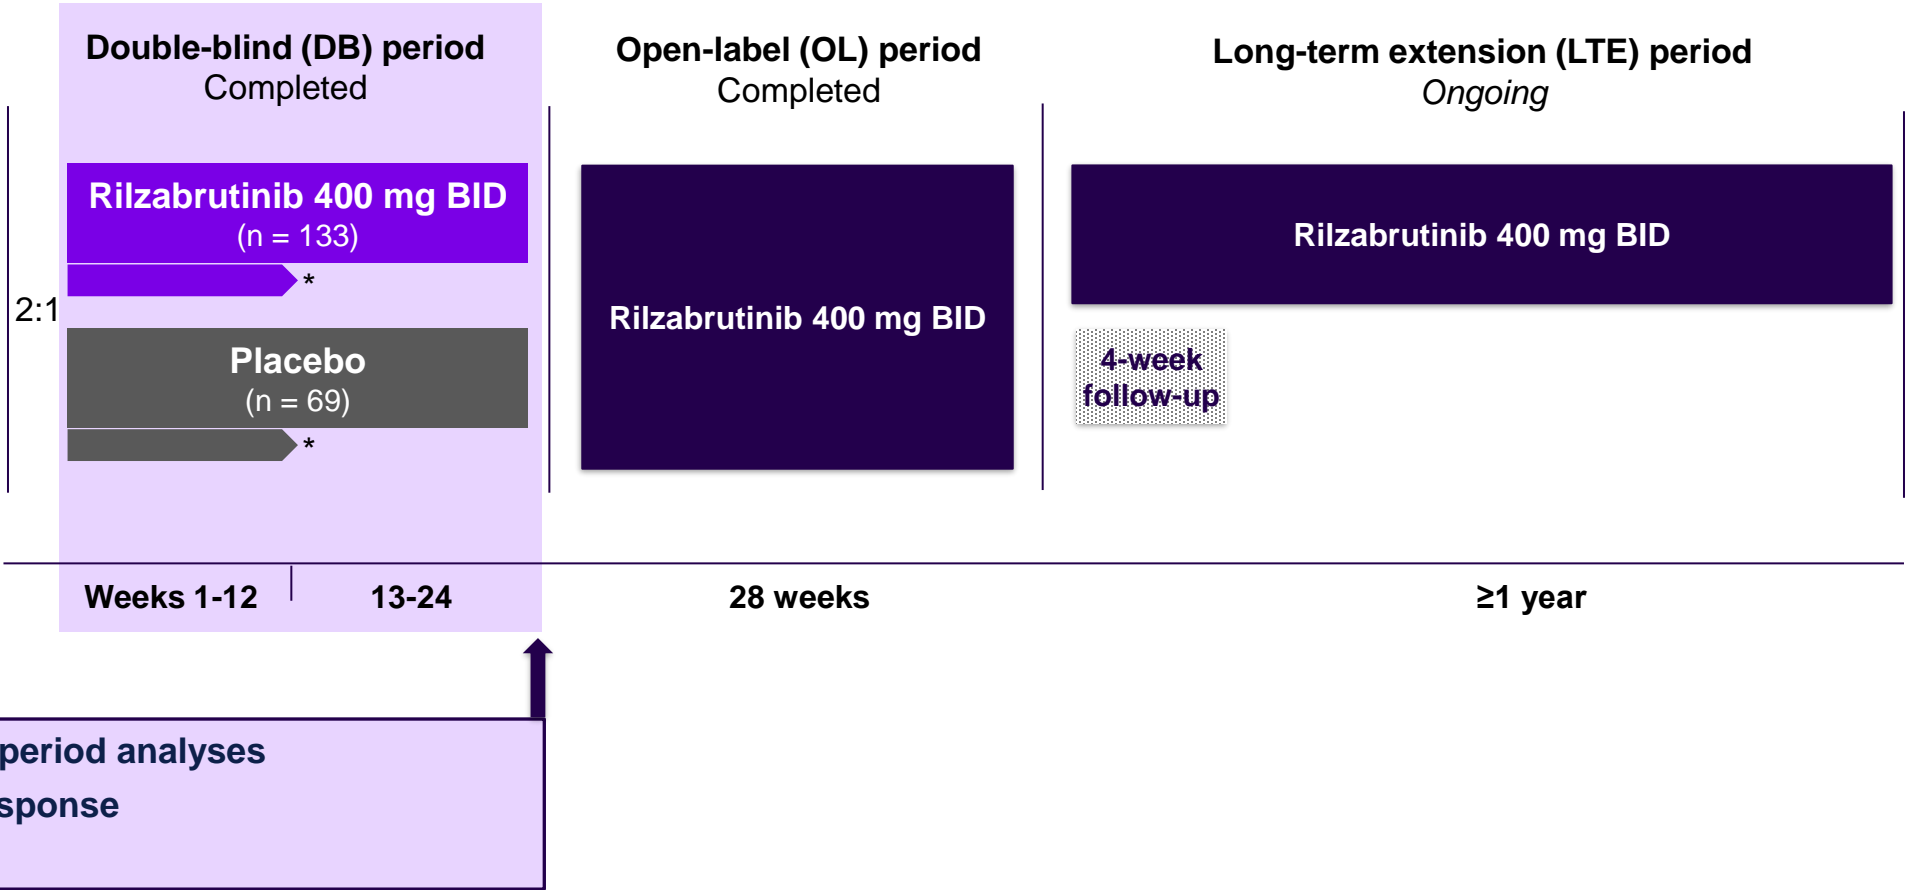 Double-blind (DB) period
Completed
Open-label (OL) period
Completed
Long-term extension (LTE) period
Ongoing
2:1
Rilzabrutinib 400 mg BID
(n = 133)
*
Placebo
(n = 69)
*
Rilzabrutinib 400 mg BID
Rilzabrutinib 400 mg BID
4-week
follow-up
Weeks 1-12
13-24
28 weeks
≥1 year
period analyses
sponse